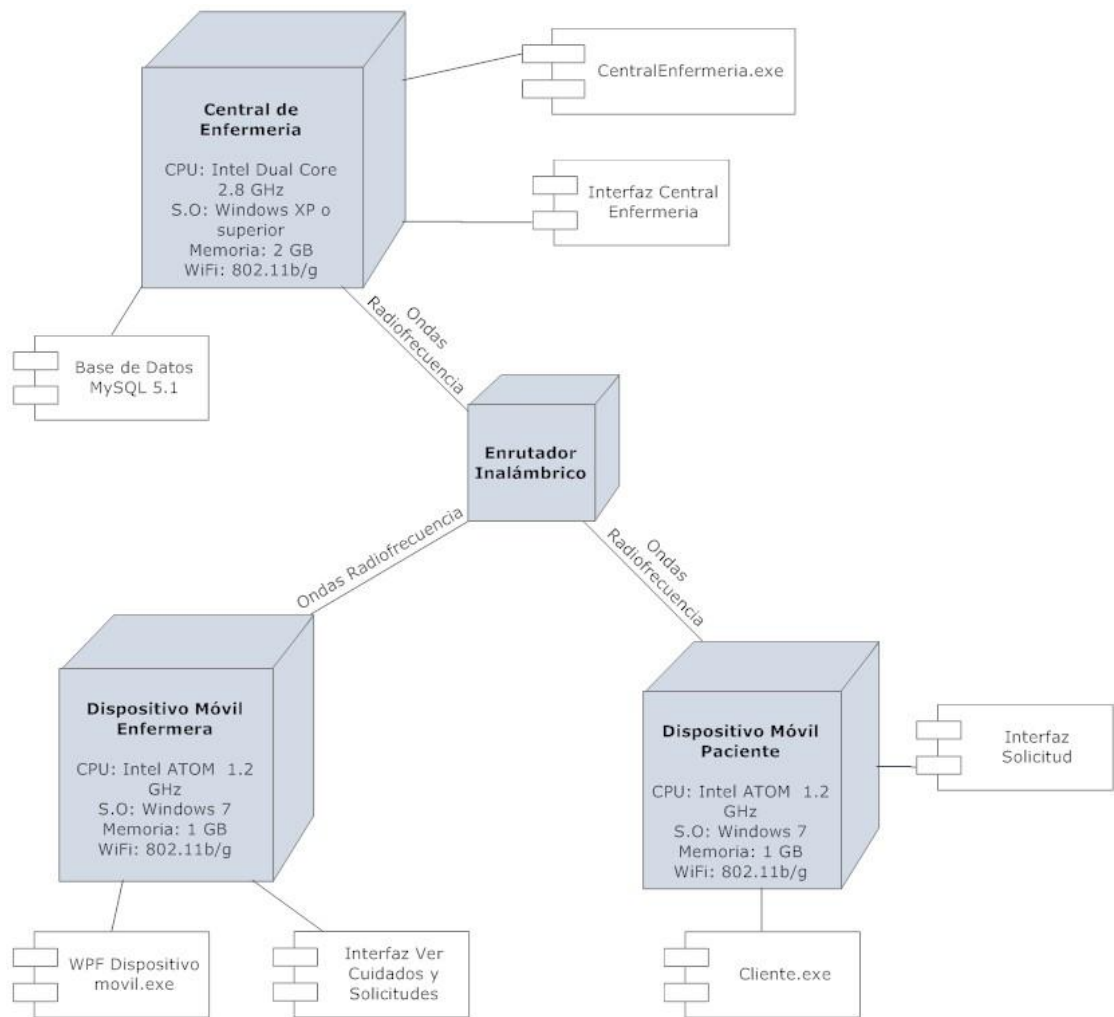 CentralEnfermeria.exe
Central de
Enfermeria
CPU: Intel Dual Core
2.8 GHz
S.O: Windows XP o
superior
Memoria: 2 GB
WiFi: 802.11b/g
Interfaz Central
Enfermeria
Base de Datos
MySQL 5.1
Ondas
Radiofrecuencia
Enrutador
Inalámbrico
Ondas Radiofrecuencia
Ondas
Radiofrecuencia
Dispositivo Móvil
Enfermera
CPU: Intel ATOM 1.2
GHz
S.O: Windows 7
Memoria: 1 GB
WiFi: 802.11b/g
Dispositivo Móvil
Paciente
CPU: Intel ATOM 1.2
GHz
S.O: Windows 7
Memoria: 1 GB
WiFi: 802.11b/g
Interfaz
Solicitud
WPF Dispositivo
movil.exe
Interfaz Ver
Cuidados y
Solicitudes
Cliente.exe